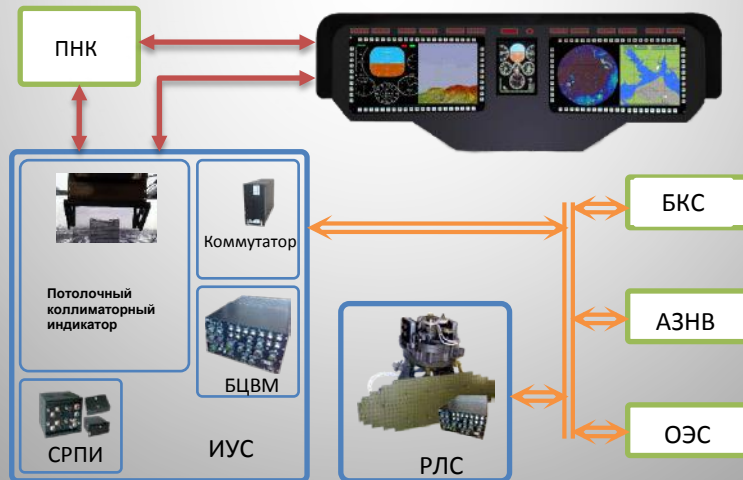 ПНК
Коммутатор
Потолочный
коллиматорный
индикатор
БЦВМ
СРПИ
ИУС
РЛС
БКС
АЗНВ
ОЭС